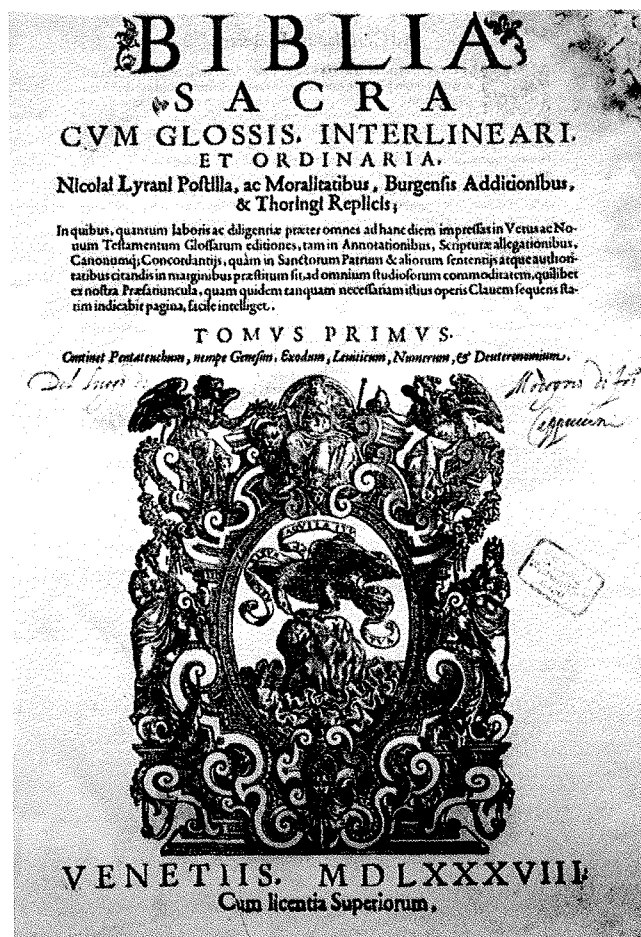 BIBLIA
SACRA
CVM GLOSSIS, INTERLINEARI,
ET ORDINARIA,
Nicolai Lyrani Postilla, ac Moralitatibus, Burgensis Additionibus,
& Thoringi Replicis;
In quibus, quantum laboris ac diligentiæ præter omnes ad hanc diem impressas in Vetus ac No-
uum Testamentum Glossarum editiones, tam in Annotationibus, Scripturæ allegationibus,
Canonumq; Concordantijs, quàm in Sanctorum Patrum & aliorum sententijs atque authori-
tatibus citandis in marginibus præstitum sit, ad omnium studiosorum commoditatem, quilibet
ex nostra Præfatiuncula, quam quidem tanquam necessariam istius operis Clauem sequens sta-
tim indicabit pagina, facile intelliget.
TOMVS PRIMVS.
Continet Pentateuchum, nempe Genesim, Exodum, Leuiticum, Numerum, & Deuteronomium.
VENETIIS, MDLXXXVIII.
Cum licentia Superiorum.